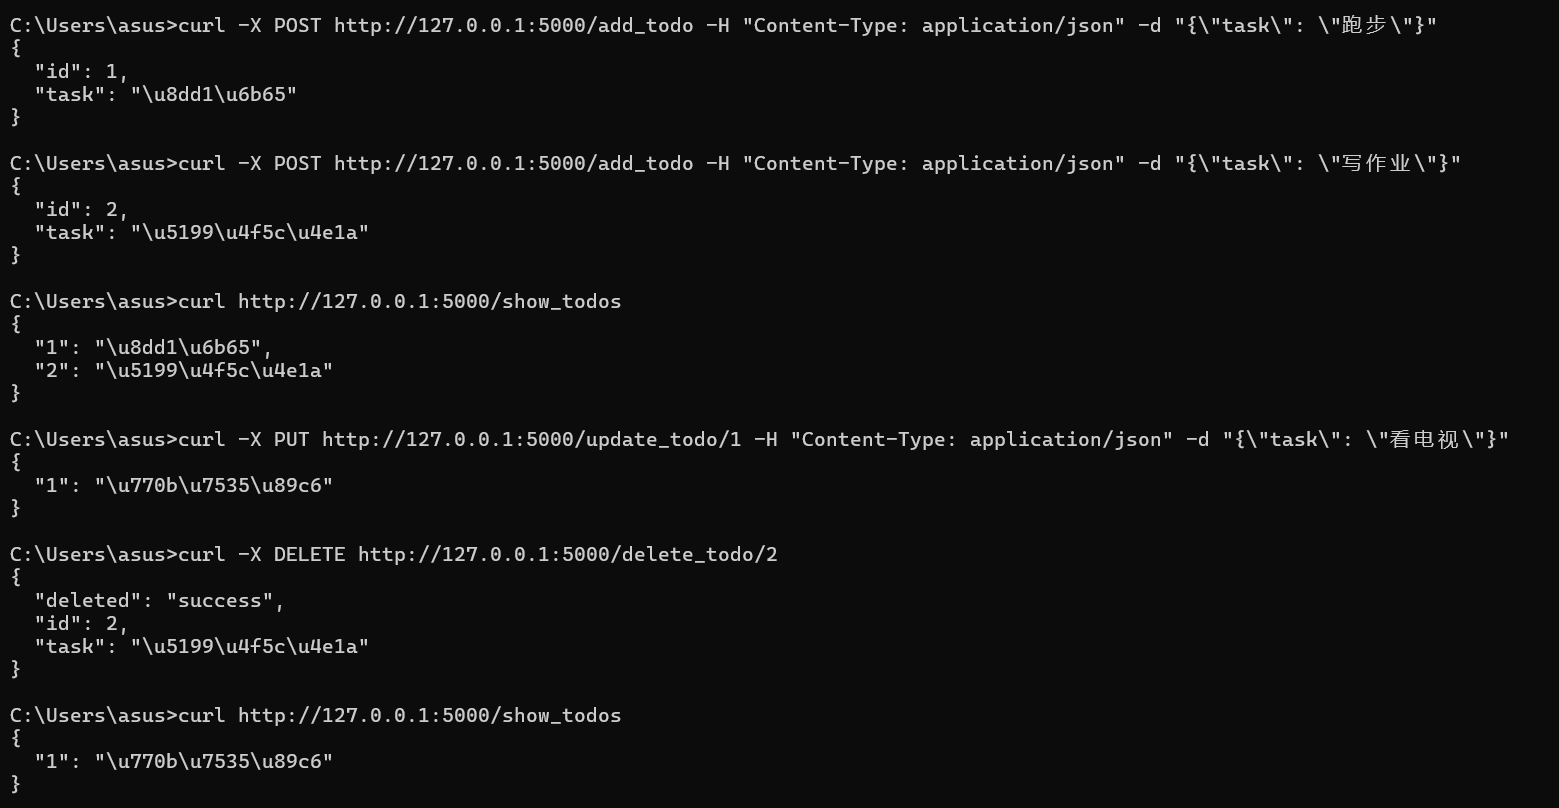 C:\Users\asus>curl -X POST http://127.0.0.1:5000/add_todo -H "Content-Type: application/json" -d "{\"task\": \"跑步\"}"
{
  "id": 1,
  "task": "\u8dd1\u6b65"
}

C:\Users\asus>curl -X POST http://127.0.0.1:5000/add_todo -H "Content-Type: application/json" -d "{\"task\": \"写作业\"}"
{
  "id": 2,
  "task": "\u5199\u4f5c\u4e1a"
}

C:\Users\asus>curl http://127.0.0.1:5000/show_todos
{
  "1": "\u8dd1\u6b65",
  "2": "\u5199\u4f5c\u4e1a"
}

C:\Users\asus>curl -X PUT http://127.0.0.1:5000/update_todo/1 -H "Content-Type: application/json" -d "{\"task\": \"看电视\"}"
{
  "1": "\u770b\u7535\u89c6"
}

C:\Users\asus>curl -X DELETE http://127.0.0.1:5000/delete_todo/2
{
  "deleted": "success",
  "id": 2,
  "task": "\u5199\u4f5c\u4e1a"
}

C:\Users\asus>curl http://127.0.0.1:5000/show_todos
{
  "1": "\u770b\u7535\u89c6"
}